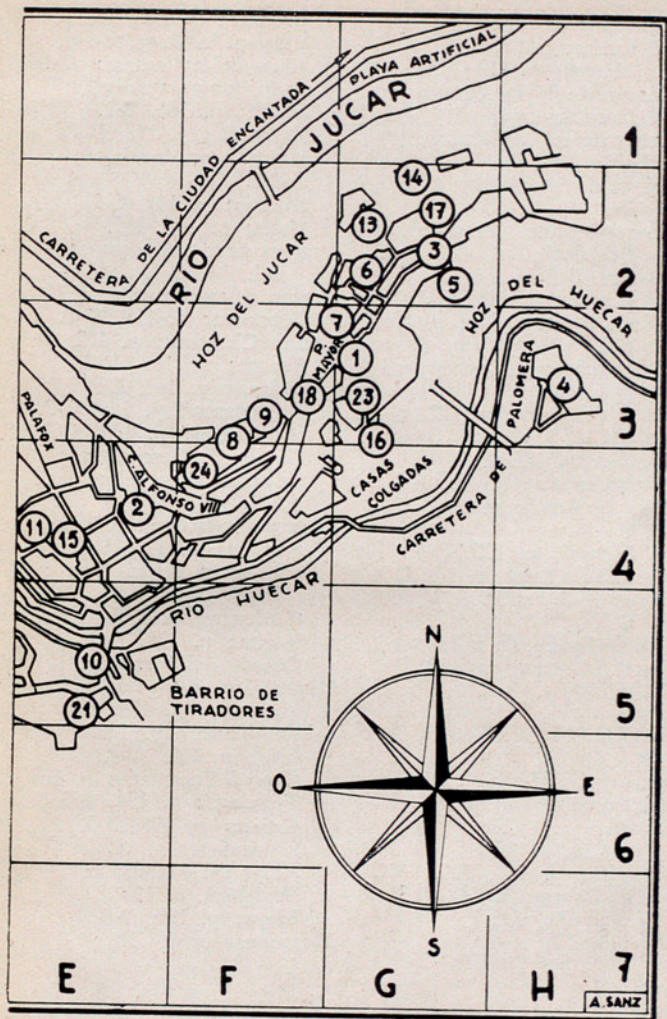 PLAYA ARTIFICIAL
CARRETERA DE LA CIUDAD ENCANTADA
RIO JUCAR
1
14
17
13
3
HOZ DEL JUCAR
6
5
2
HOZ DEL HUECAR
7
P. MAYOR
1
4
18
23
3
PALAFOX
9
8
16
24
C. ALFONSO VIII
CASAS COLGADAS
CARRETERA DE PALOMERA
2
11
15
4
RIO HUECAR
10
BARRIO DE
TIRADORES
21
5
N
O
E
S
6
E
F
G
H
7
A. SANZ